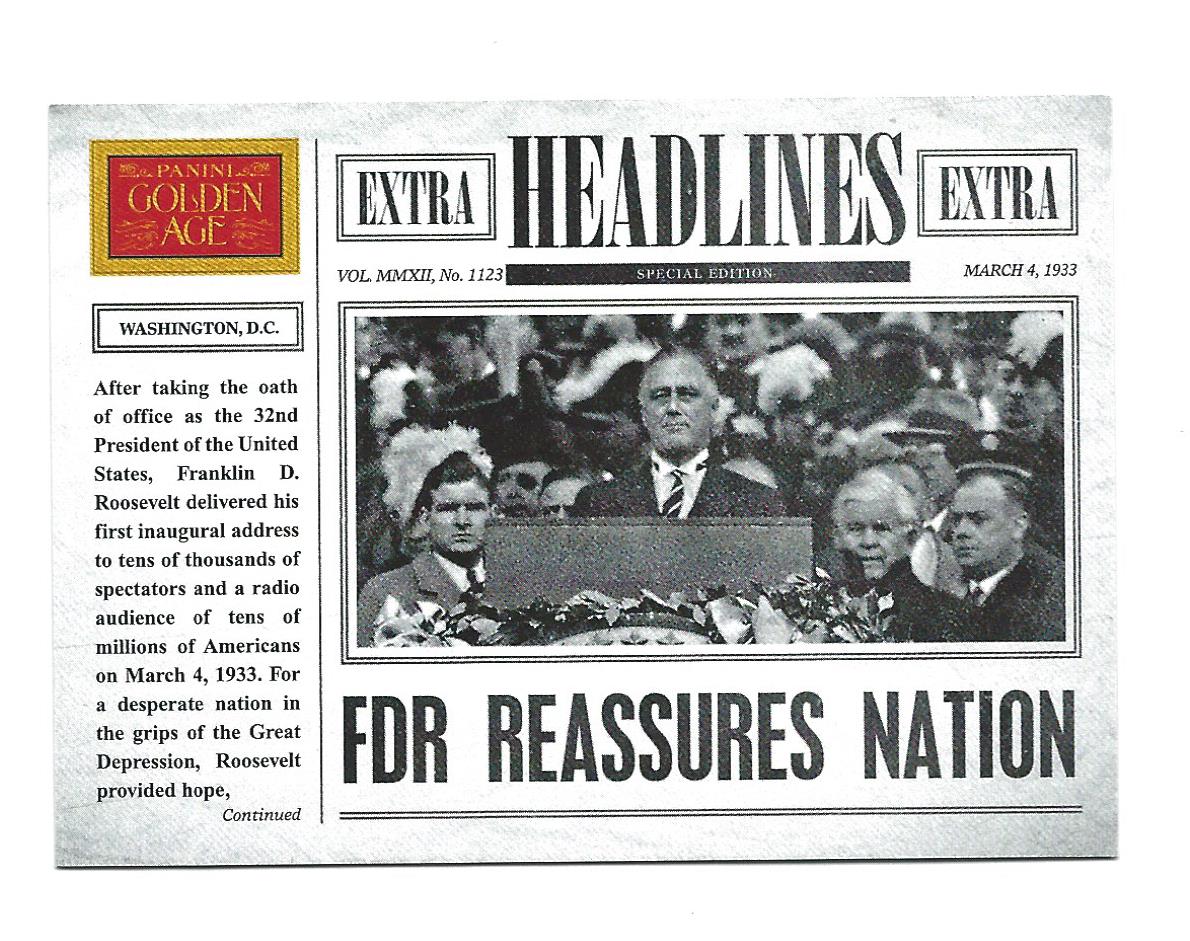 PANINI
GOLDEN
AGE
WASHINGTON, D.C.
After taking the oath
of office as the 32nd
President of the United
States, Franklin D.
Roosevelt delivered his
first inaugural address
to tens of thousands of
spectators and a radio
audience of tens of
millions of Americans
on March 4, 1933. For
a desperate nation in
the grips of the Great
Depression, Roosevelt
provided hope,
Continued
EXTRA HEADLINES EXTRA
VOL. MMXII, No. 1123 SPECIAL EDITION MARCH 4, 1933
FDR REASSURES NATION